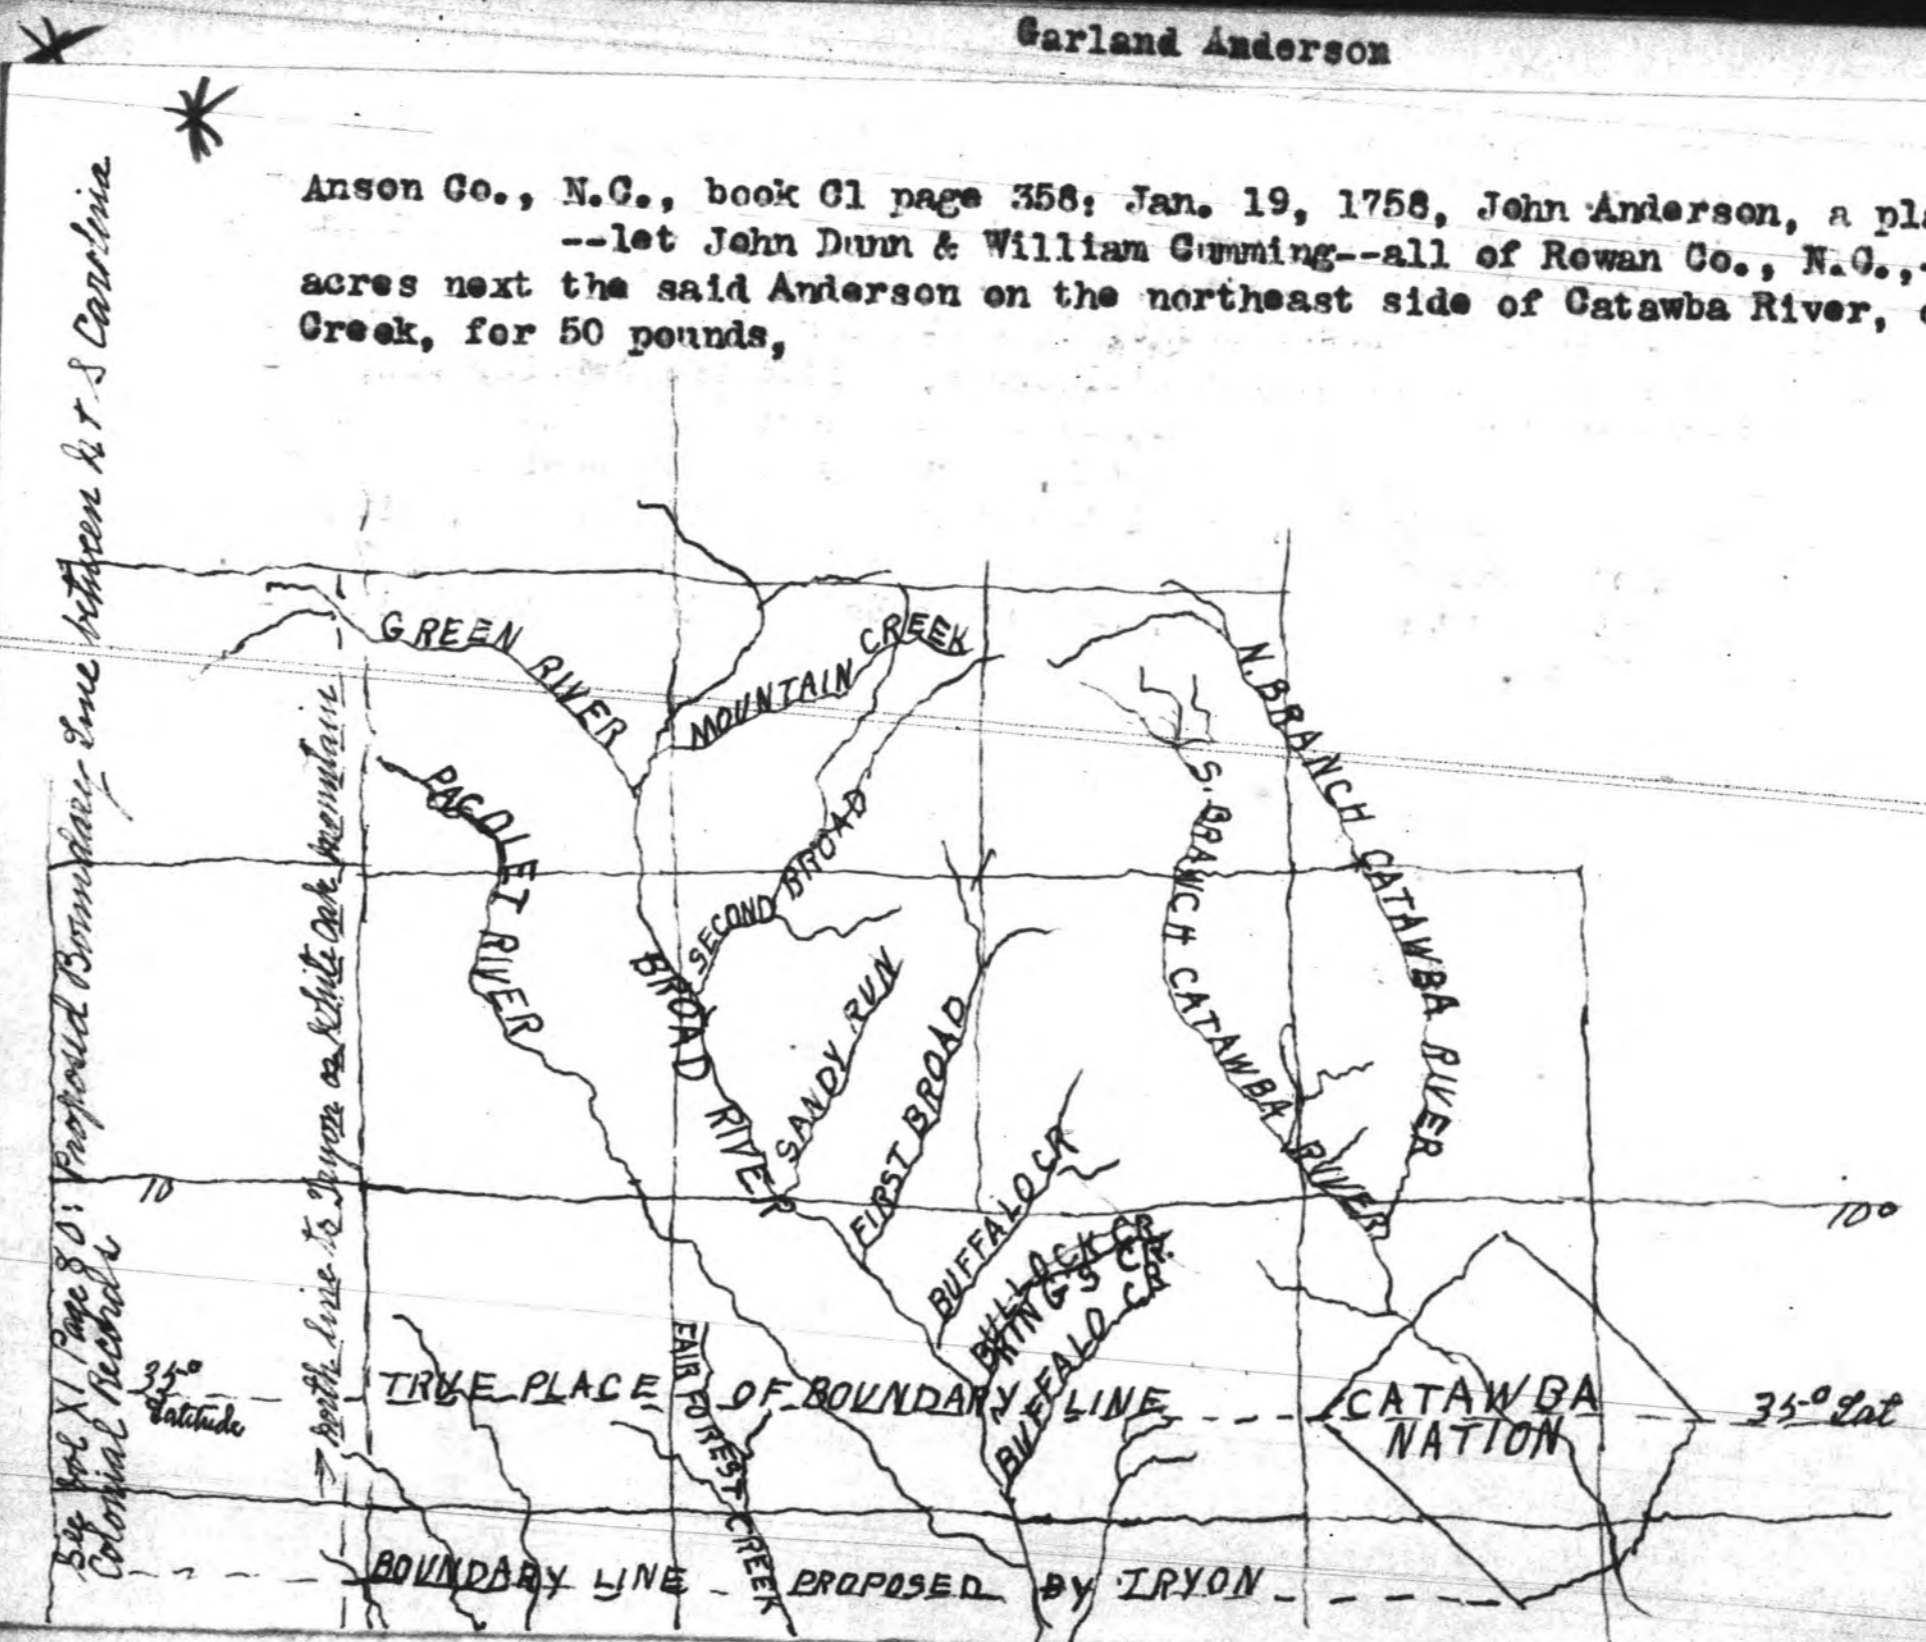 Garland Anderson
Anson Co., N.C., book C1 page 358: Jan. 19, 1758, John Anderson, a pla
--let John Dunn & William Cumming--all of Rowan Co., N.C.,
acres next the said Anderson on the northeast side of Catawba River,
Creek, for 50 pounds,
See Vol XI Page 80: Proposed Boundary Line between N & S Carolina
Colonial Records
north line to Tryon or White Oak mountain
GREEN RIVER
MOUNTAIN CREEK
N. BRANCH CATAWBA RIVER
PACOLET RIVER
S. BRANCH CATAWBA RIVER
SECOND BROAD
BROAD RIVER
SANDY RUN
FIRST BROAD
BUFFALO CR
BULLOCK CR
KING'S CR.
BUFFALO CR
10
10°
FAIR FOREST CREEK
35°
Latitude
TRUE PLACE OF BOUNDARY LINE
CATAWBA
NATION
35° Lat
BOUNDARY LINE PROPOSED BY TRYON